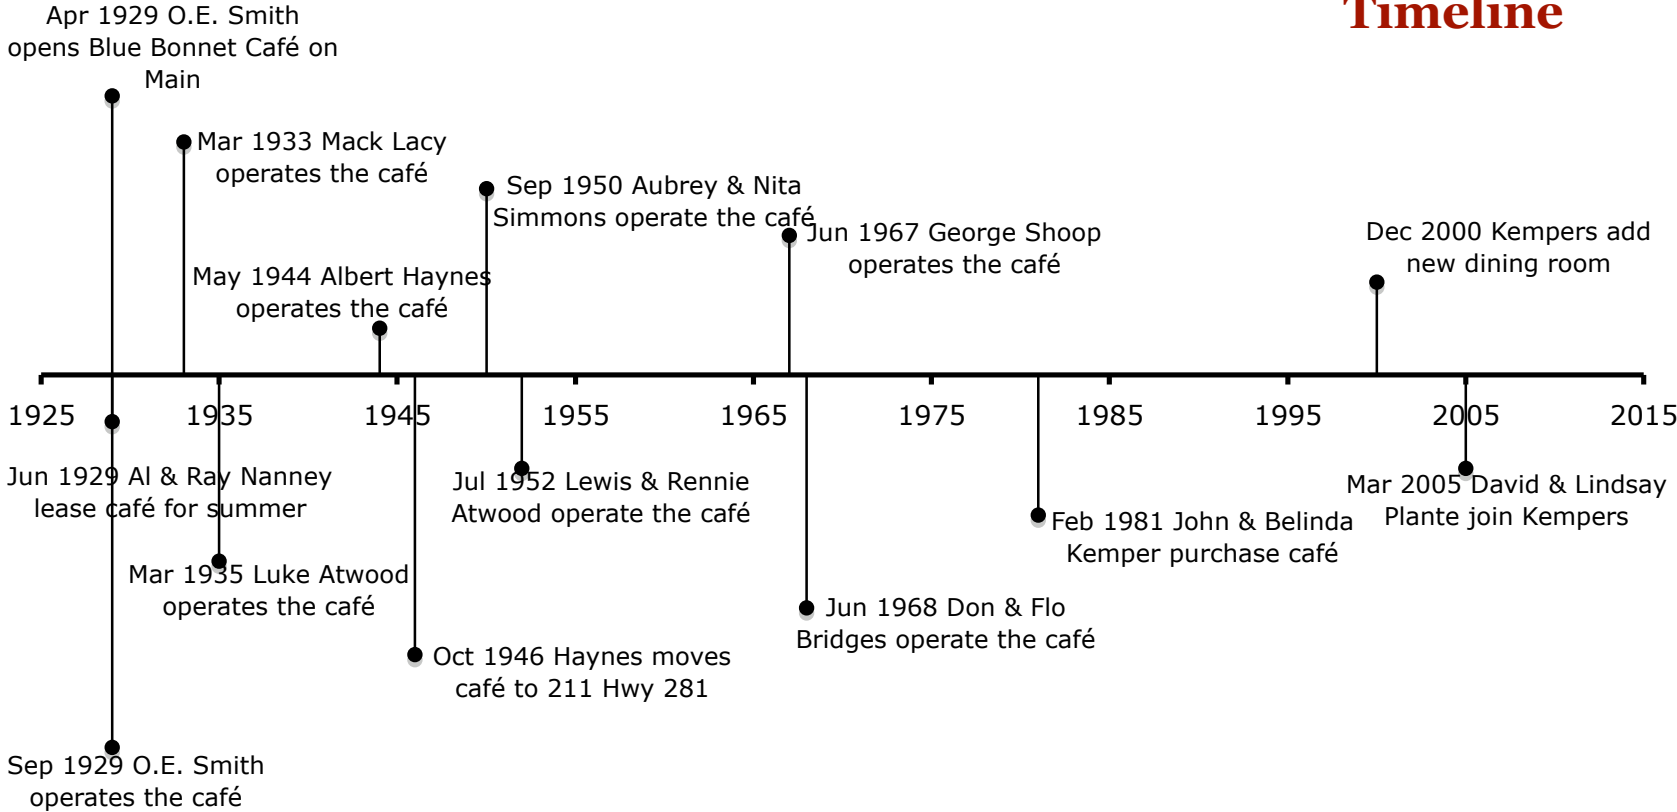 Timeline
Apr 1929 O.E. Smith
opens Blue Bonnet Café on
Main
Mar 1933 Mack Lacy
operates the café
Sep 1950 Aubrey & Nita
Simmons operate the café
Jun 1967 George Shoop
operates the café
Dec 2000 Kempers add
new dining room
May 1944 Albert Haynes
operates the café
1925 1935 1945 1955 1965 1975 1985 1995 2005 2015
Jun 1929 Al & Ray Nanney
lease café for summer
Jul 1952 Lewis & Rennie
Atwood operate the café
Mar 2005 David & Lindsay
Plante join Kempers
Feb 1981 John & Belinda
Kemper purchase café
Mar 1935 Luke Atwood
operates the café
Jun 1968 Don & Flo
Bridges operate the café
Oct 1946 Haynes moves
café to 211 Hwy 281
Sep 1929 O.E. Smith
operates the café